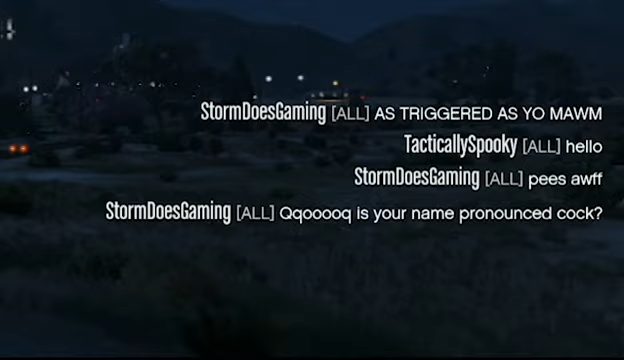 StormDoesGaming [ALL] AS TRIGGERED AS YO MAWM
TacticallySpooky [ALL] hello
StormDoesGaming [ALL] pees awff
StormDoesGaming [ALL] Qqooooq is your name pronounced cock?